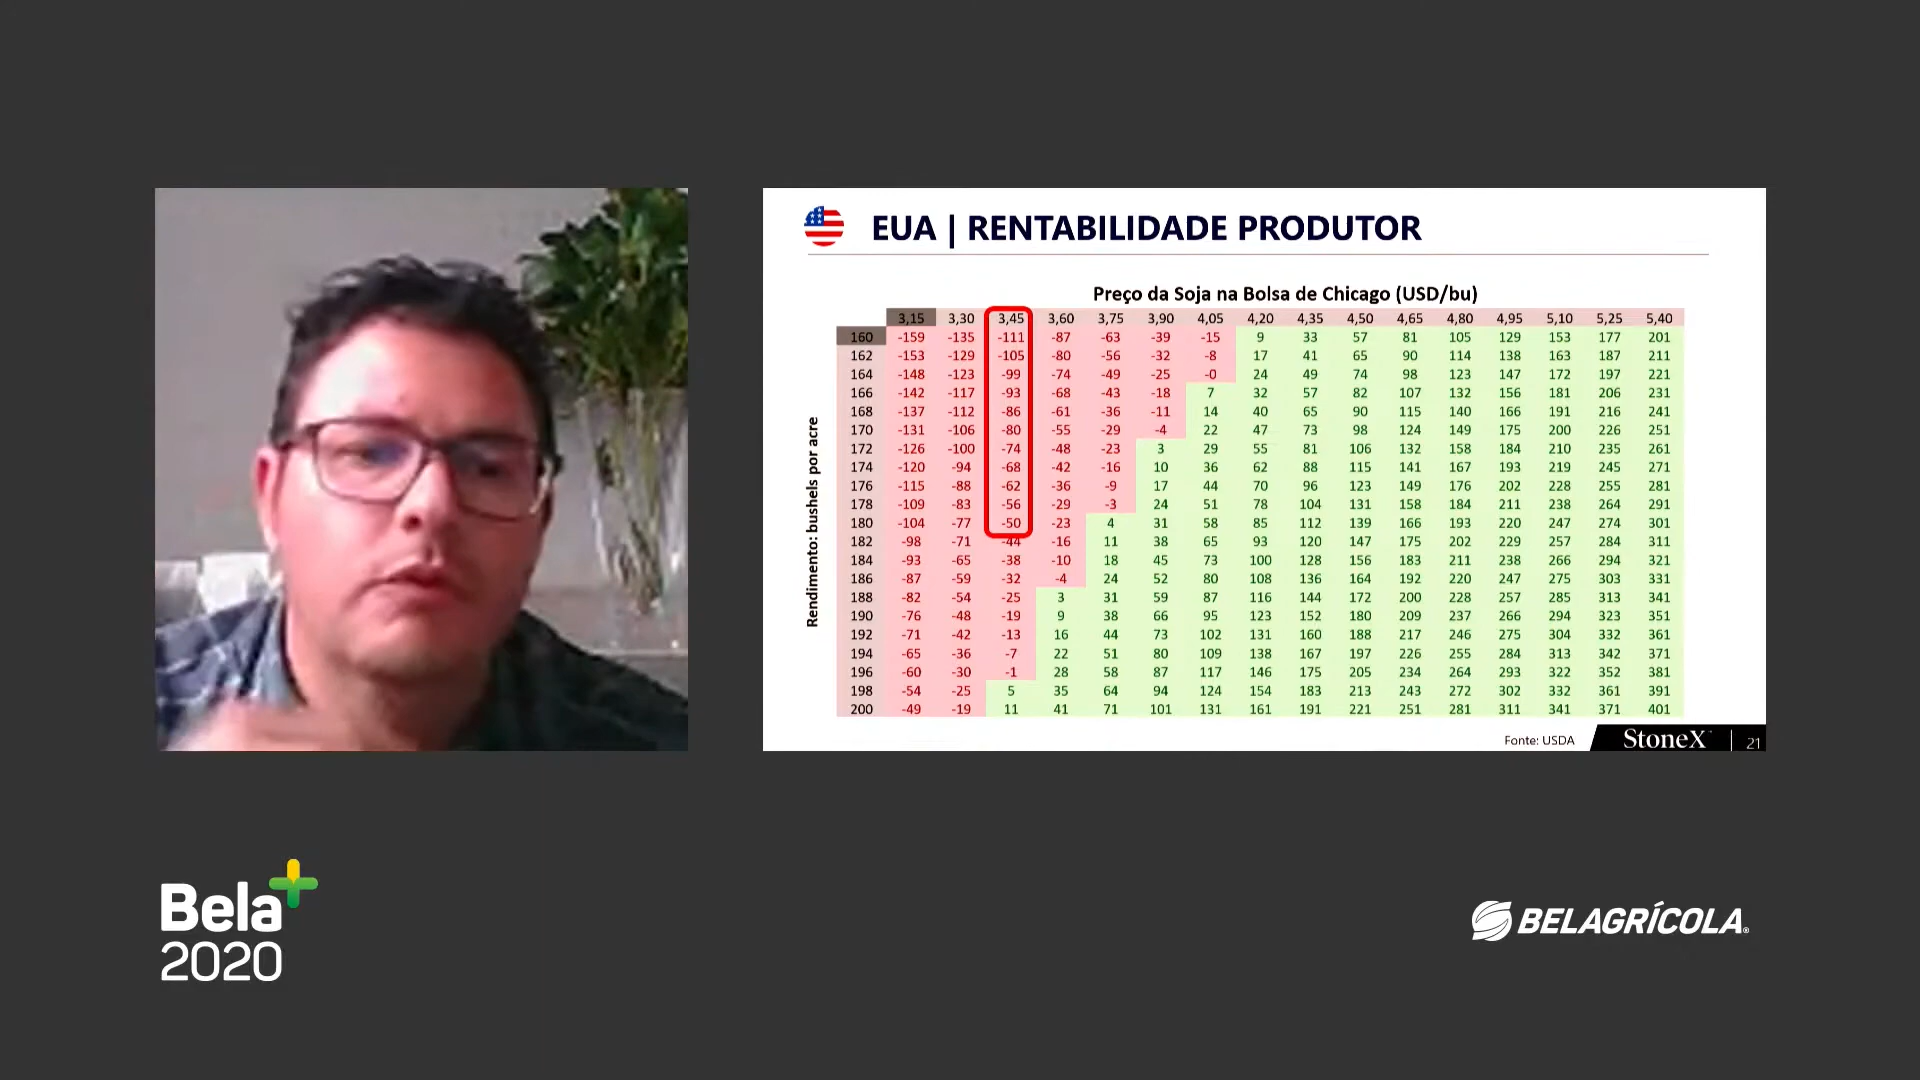 EUA | RENTABILIDADE PRODUTOR
Preço da Soja na Bolsa de Chicago (USD/bu)
3,15 3,30 3,45 3,60 3,75 3,90 4,05 4,20 4,35 4,50 4,65 4,80 4,95 5,10 5,25 5,40
Rendimento: bushels por acre
160 -159 -135 -111 -87 -63 -39 -15 9 33 57 81 105 129 153 177 201
162 -153 -129 -105 -80 -56 -32 -8 17 41 65 90 114 138 163 187 211
164 -148 -123 -99 -74 -49 -25 -0 24 49 74 98 123 147 172 197 221
166 -142 -117 -93 -68 -43 -18 7 32 57 82 107 132 156 181 206 231
168 -137 -112 -86 -61 -36 -11 14 40 65 90 115 140 166 191 216 241
170 -131 -106 -80 -55 -29 -4 22 47 73 98 124 149 175 200 226 251
172 -126 -100 -74 -48 -23 3 29 55 81 106 132 158 184 210 235 261
174 -120 -94 -68 -42 -16 10 36 62 88 115 141 167 193 219 245 271
176 -115 -88 -62 -36 -9 17 44 70 96 123 149 176 202 228 255 281
178 -109 -83 -56 -29 -3 24 51 78 104 131 158 184 211 238 264 291
180 -104 -77 -50 -23 4 31 58 85 112 139 166 193 220 247 274 301
182 -98 -71 -44 -16 11 38 65 93 120 147 175 202 229 257 284 311
184 -93 -65 -38 -10 18 45 73 100 128 156 183 211 238 266 294 321
186 -87 -59 -32 -4 24 52 80 108 136 164 192 220 247 275 303 331
188 -82 -54 -25 3 31 59 87 116 144 172 200 228 257 285 313 341
190 -76 -48 -19 9 38 66 95 123 152 180 209 237 266 294 323 351
192 -71 -42 -13 16 44 73 102 131 160 188 217 246 275 304 332 361
194 -65 -36 -7 22 51 80 109 138 167 197 226 255 284 313 342 371
196 -60 -30 -1 28 58 87 117 146 175 205 234 264 293 322 352 381
198 -54 -25 5 35 64 94 124 154 183 213 243 272 302 332 361 391
200 -49 -19 11 41 71 101 131 161 191 221 251 281 311 341 371 401
Fonte: USDA
StoneX
21
Bela+
2020
BELAGRÍCOLA